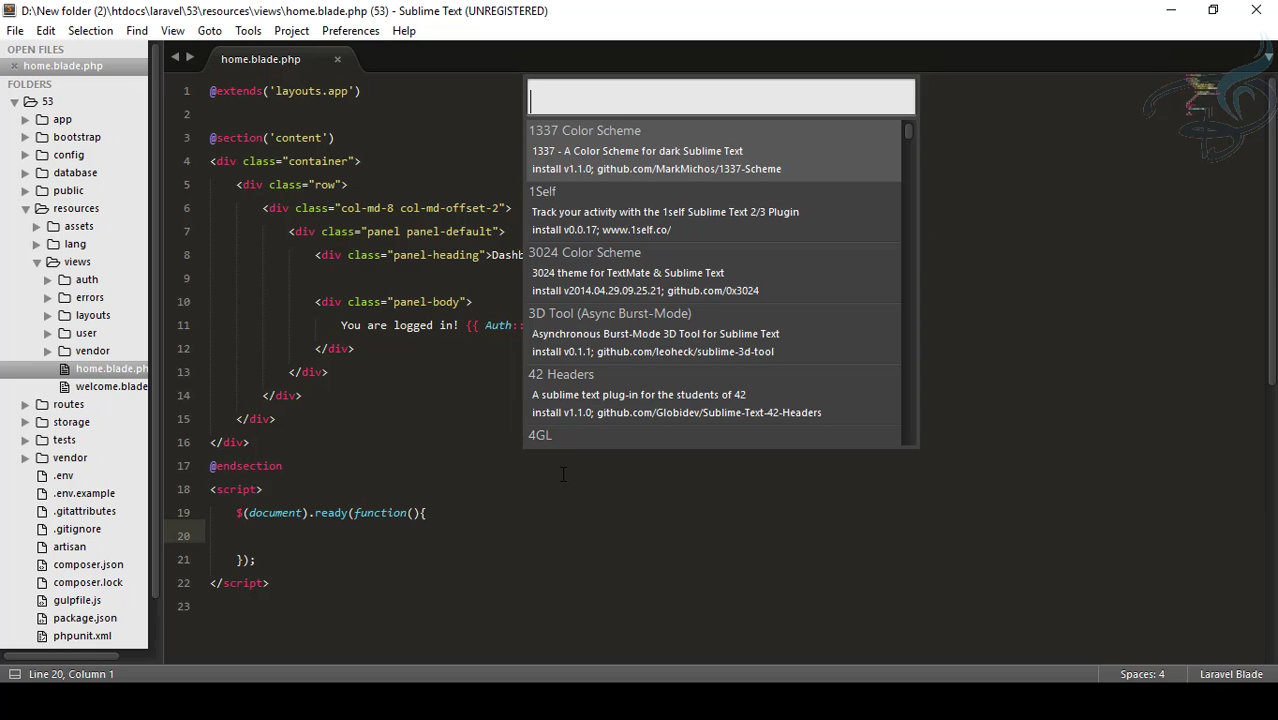 D:\New folder (2)\htdocs\laravel\53\resources\views\home.blade.php (53) - Sublime Text (UNREGISTERED)
File Edit Selection Find View Goto Tools Project Preferences Help
OPEN FILES
home.blade.php
FOLDERS
53
app
bootstrap
config
database
public
resources
assets
lang
views
auth
errors
layouts
user
vendor
home.blade.ph
welcome.blade
routes
storage
tests
vendor
.env
.env.example
.gitattributes
.gitignore
artisan
composer.json
composer.lock
gulpfile.js
package.json
phpunit.xml
home.blade.php
1 @extends('layouts.app')
2
3 @section('content')
4 <div class="container">
5 <div class="row">
6 <div class="col-md-8 col-md-offset-2">
7 <div class="panel panel-default">
8 <div class="panel-heading">Dashb
9
10 <div class="panel-body">
11 You are logged in! {{ Auth::
12 </div>
13 </div>
14 </div>
15 </div>
16 </div>
17 @endsection
18 <script>
19 $(document).ready(function(){
20
21 });
22 </script>
23
1337 Color Scheme
1337 - A Color Scheme for dark Sublime Text
install v1.1.0; github.com/MarkMichos/1337-Scheme
1Self
Track your activity with the 1self Sublime Text 2/3 Plugin
install v0.0.17; www.1self.co/
3024 Color Scheme
3024 theme for TextMate & Sublime Text
install v2014.04.29.09.25.21; github.com/0x3024
3D Tool (Async Burst-Mode)
Asynchronous Burst-Mode 3D Tool for Sublime Text
install v0.1.1; github.com/leoheck/sublime-3d-tool
42 Headers
A sublime text plug-in for the students of 42
install v1.1.0; github.com/Globidev/Sublime-Text-42-Headers
4GL
Line 20, Column 1
Spaces: 4
Laravel Blade